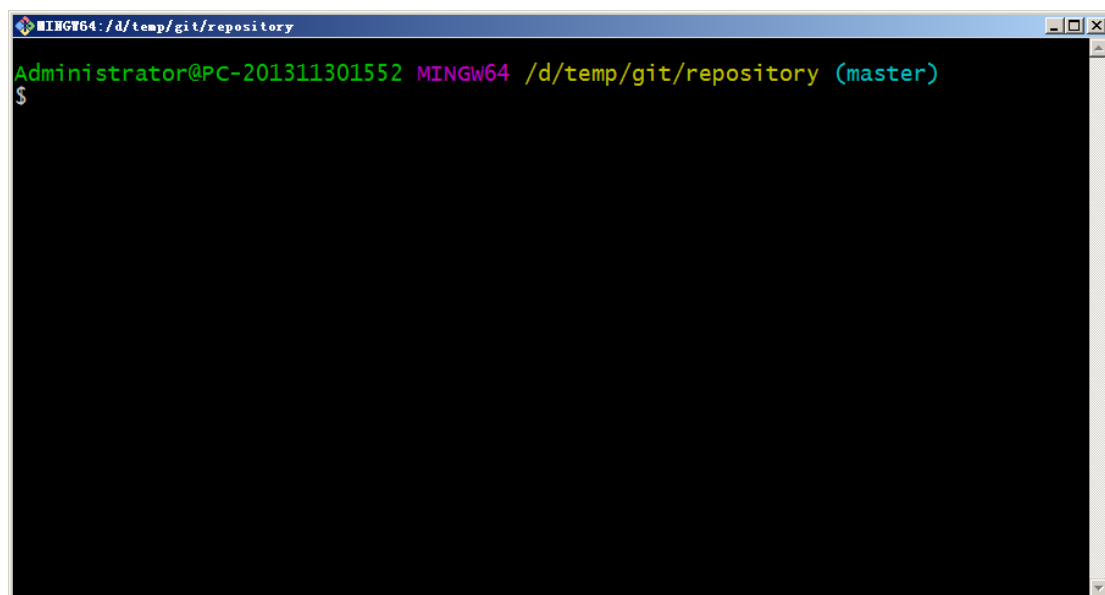 MINGW64:/d/temp/git/repository
Administrator@PC-201311301552 MINGW64 /d/temp/git/repository (master)
$